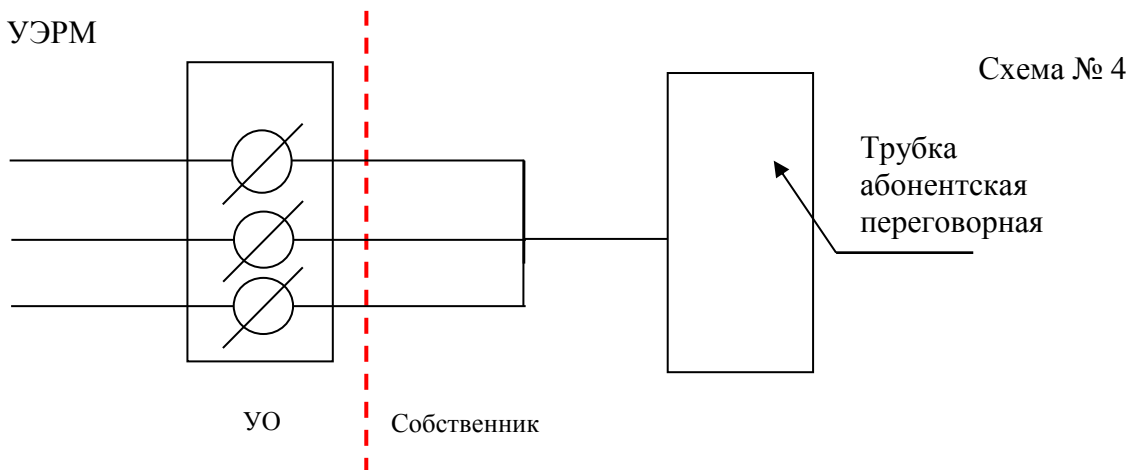 УЭРМ
Схема № 4
Трубка
абонентская
переговорная
УО
Собственник